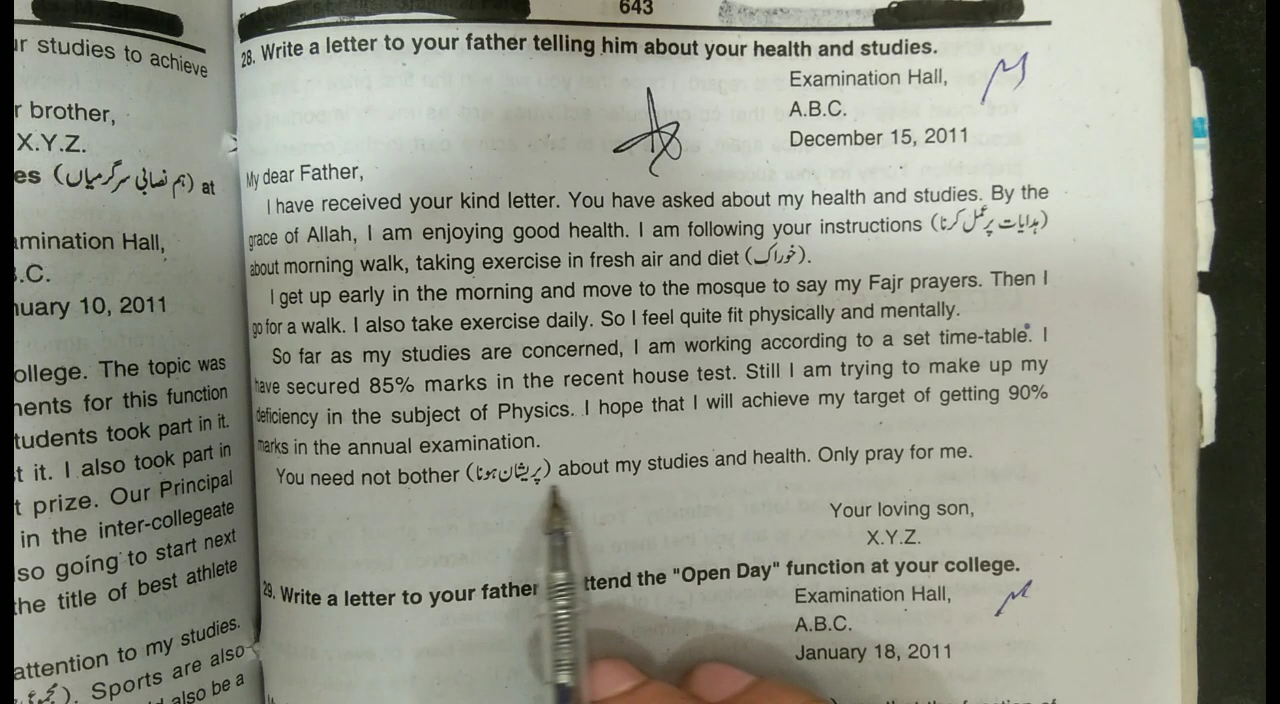 643
ur studies to achieve
r brother,
X.Y.Z.
es (ہم نصابی سرگرمیاں) at
amination Hall,
.C.
nuary 10, 2011
ollege. The topic was
nents for this function
tudents took part in it.
t it. I also took part in
t prize. Our Principal
in the inter-collegeate
so going to start next
the title of best athlete
attention to my studies.
). Sports are also
also be a
28. Write a letter to your father telling him about your health and studies.
Examination Hall,
A.B.C.
December 15, 2011
My dear Father,
I have received your kind letter. You have asked about my health and studies. By the
grace of Allah, I am enjoying good health. I am following your instructions (ہدایات پر عمل کرنا)
about morning walk, taking exercise in fresh air and diet (خوراک).
I get up early in the morning and move to the mosque to say my Fajr prayers. Then I
go for a walk. I also take exercise daily. So I feel quite fit physically and mentally.
So far as my studies are concerned, I am working according to a set time-table. I
have secured 85% marks in the recent house test. Still I am trying to make up my
deficiency in the subject of Physics. I hope that I will achieve my target of getting 90%
marks in the annual examination.
You need not bother (پریشان ہونا) about my studies and health. Only pray for me.
Your loving son,
X.Y.Z.
29. Write a letter to your father ttend the "Open Day" function at your college.
Examination Hall,
A.B.C.
January 18, 2011